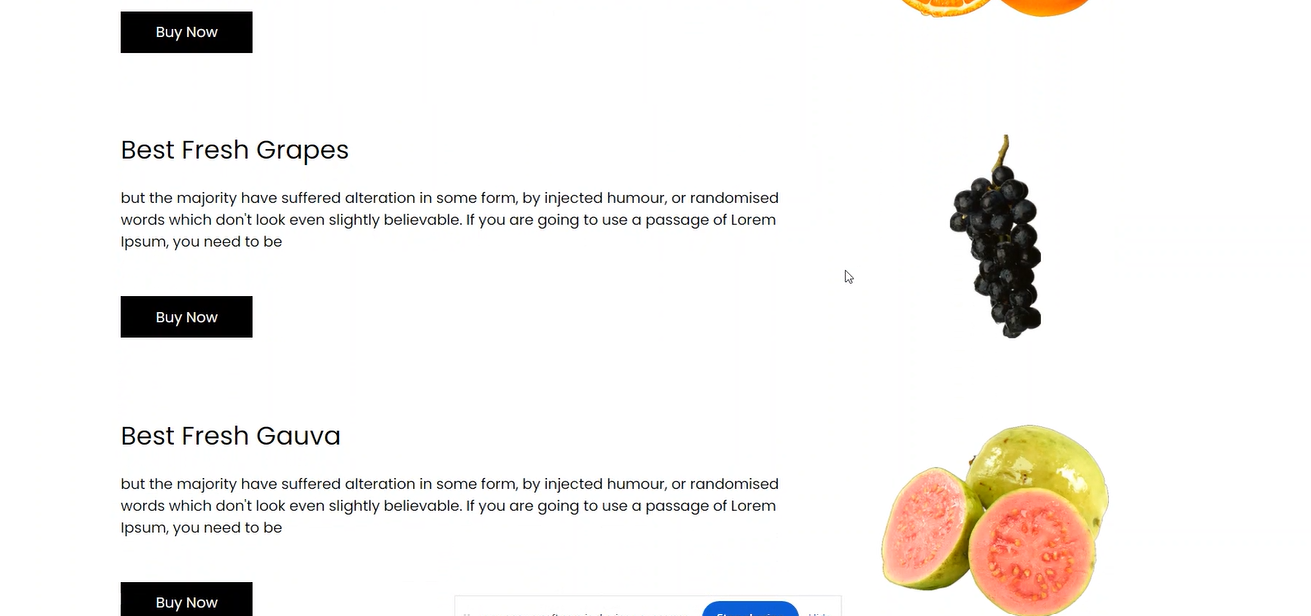 Buy Now
Best Fresh Grapes
but the majority have suffered alteration in some form, by injected humour, or randomised
words which don't look even slightly believable. If you are going to use a passage of Lorem
Ipsum, you need to be
Buy Now
Best Fresh Gauva
but the majority have suffered alteration in some form, by injected humour, or randomised
words which don't look even slightly believable. If you are going to use a passage of Lorem
Ipsum, you need to be
Buy Now